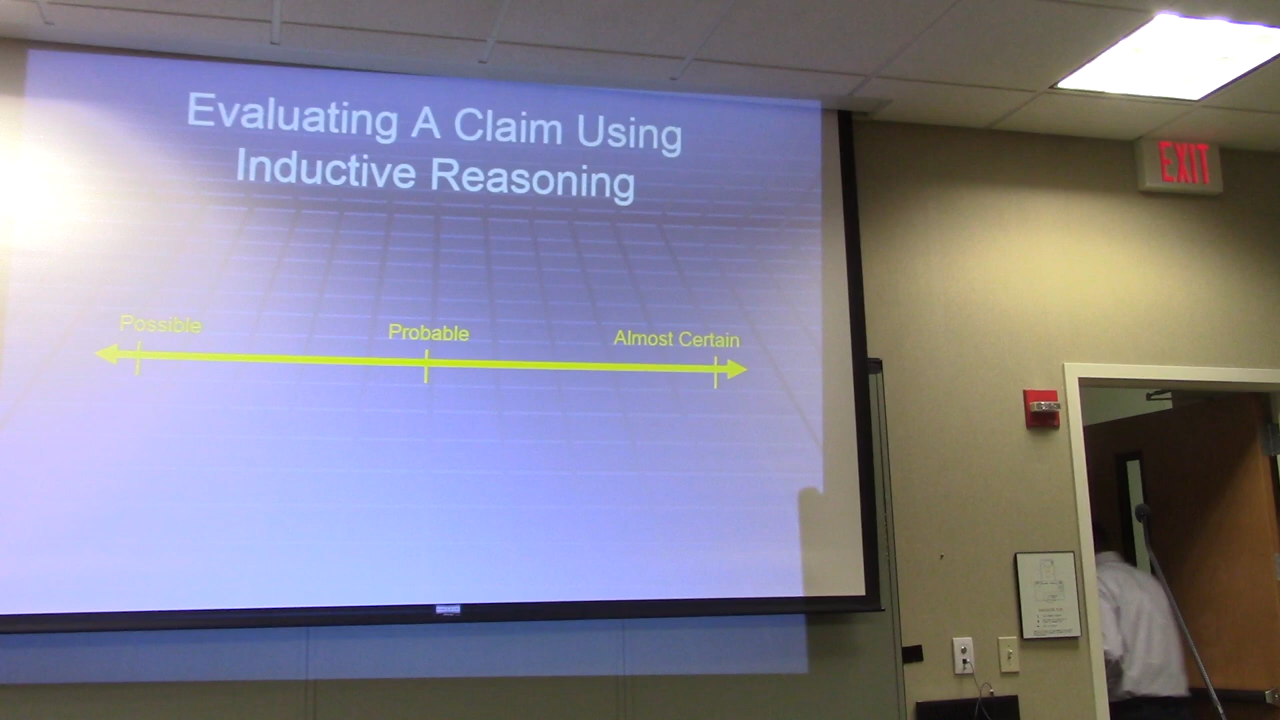 Evaluating A Claim Using
Inductive Reasoning
Possible
Probable
Almost Certain
EXIT